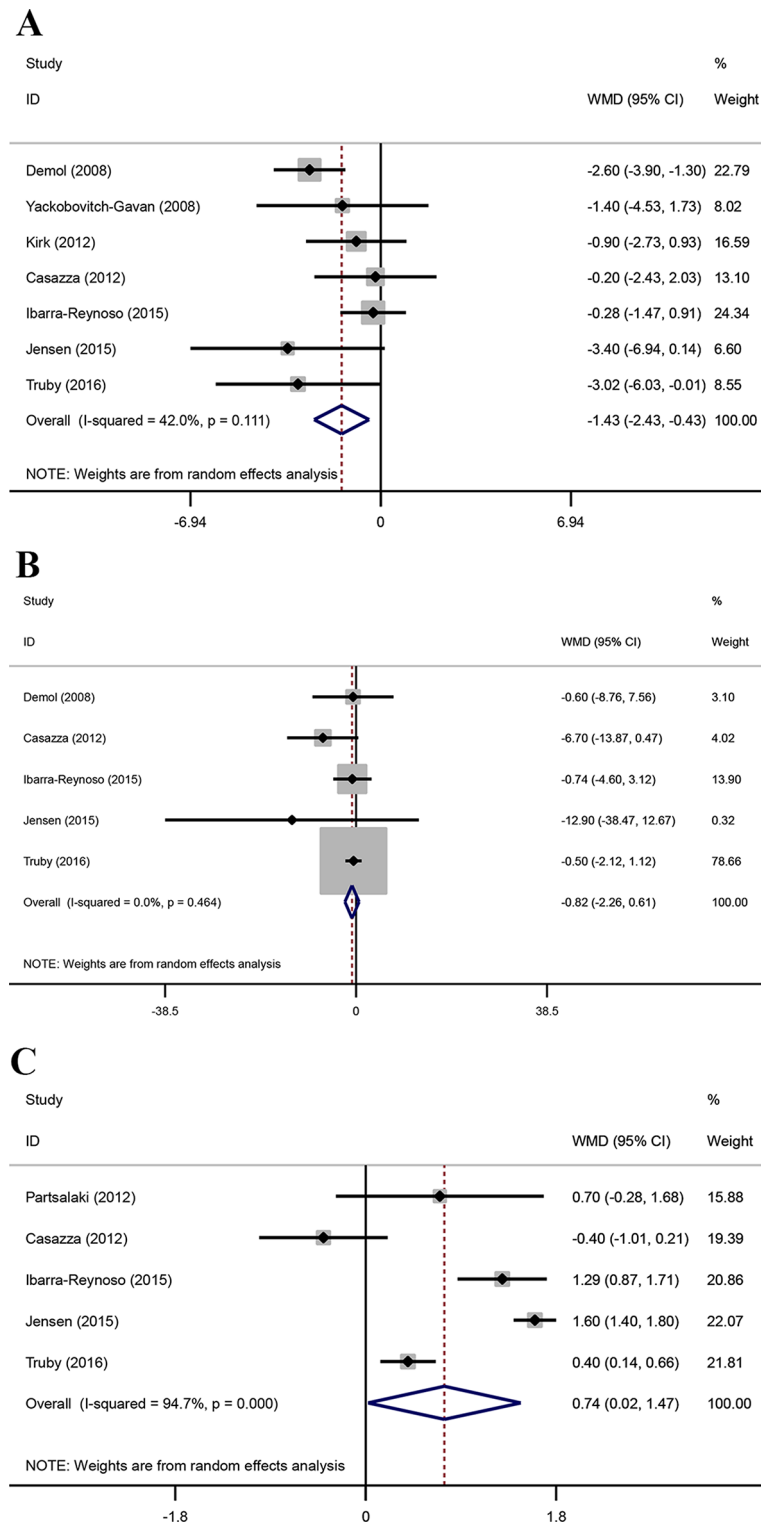 A
Study %
ID WMD (95% CI) Weight
Demol (2008) -2.60 (-3.90, -1.30) 22.79
Yackobovitch-Gavan (2008) -1.40 (-4.53, 1.73) 8.02
Kirk (2012) -0.90 (-2.73, 0.93) 16.59
Casazza (2012) -0.20 (-2.43, 2.03) 13.10
Ibarra-Reynoso (2015) -0.28 (-1.47, 0.91) 24.34
Jensen (2015) -3.40 (-6.94, 0.14) 6.60
Truby (2016) -3.02 (-6.03, -0.01) 8.55
Overall (I-squared = 42.0%, p = 0.111) -1.43 (-2.43, -0.43) 100.00
NOTE: Weights are from random effects analysis
-6.94 0 6.94
B
Study %
ID WMD (95% CI) Weight
Demol (2008) -0.60 (-8.76, 7.56) 3.10
Casazza (2012) -6.70 (-13.87, 0.47) 4.02
Ibarra-Reynoso (2015) -0.74 (-4.60, 3.12) 13.90
Jensen (2015) -12.90 (-38.47, 12.67) 0.32
Truby (2016) -0.50 (-2.12, 1.12) 78.66
Overall (I-squared = 0.0%, p = 0.464) -0.82 (-2.26, 0.61) 100.00
NOTE: Weights are from random effects analysis
-38.5 0 38.5
C
Study %
ID WMD (95% CI) Weight
Partsalaki (2012) 0.70 (-0.28, 1.68) 15.88
Casazza (2012) -0.40 (-1.01, 0.21) 19.39
Ibarra-Reynoso (2015) 1.29 (0.87, 1.71) 20.86
Jensen (2015) 1.60 (1.40, 1.80) 22.07
Truby (2016) 0.40 (0.14, 0.66) 21.81
Overall (I-squared = 94.7%, p = 0.000) 0.74 (0.02, 1.47) 100.00
NOTE: Weights are from random effects analysis
-1.8 0 1.8